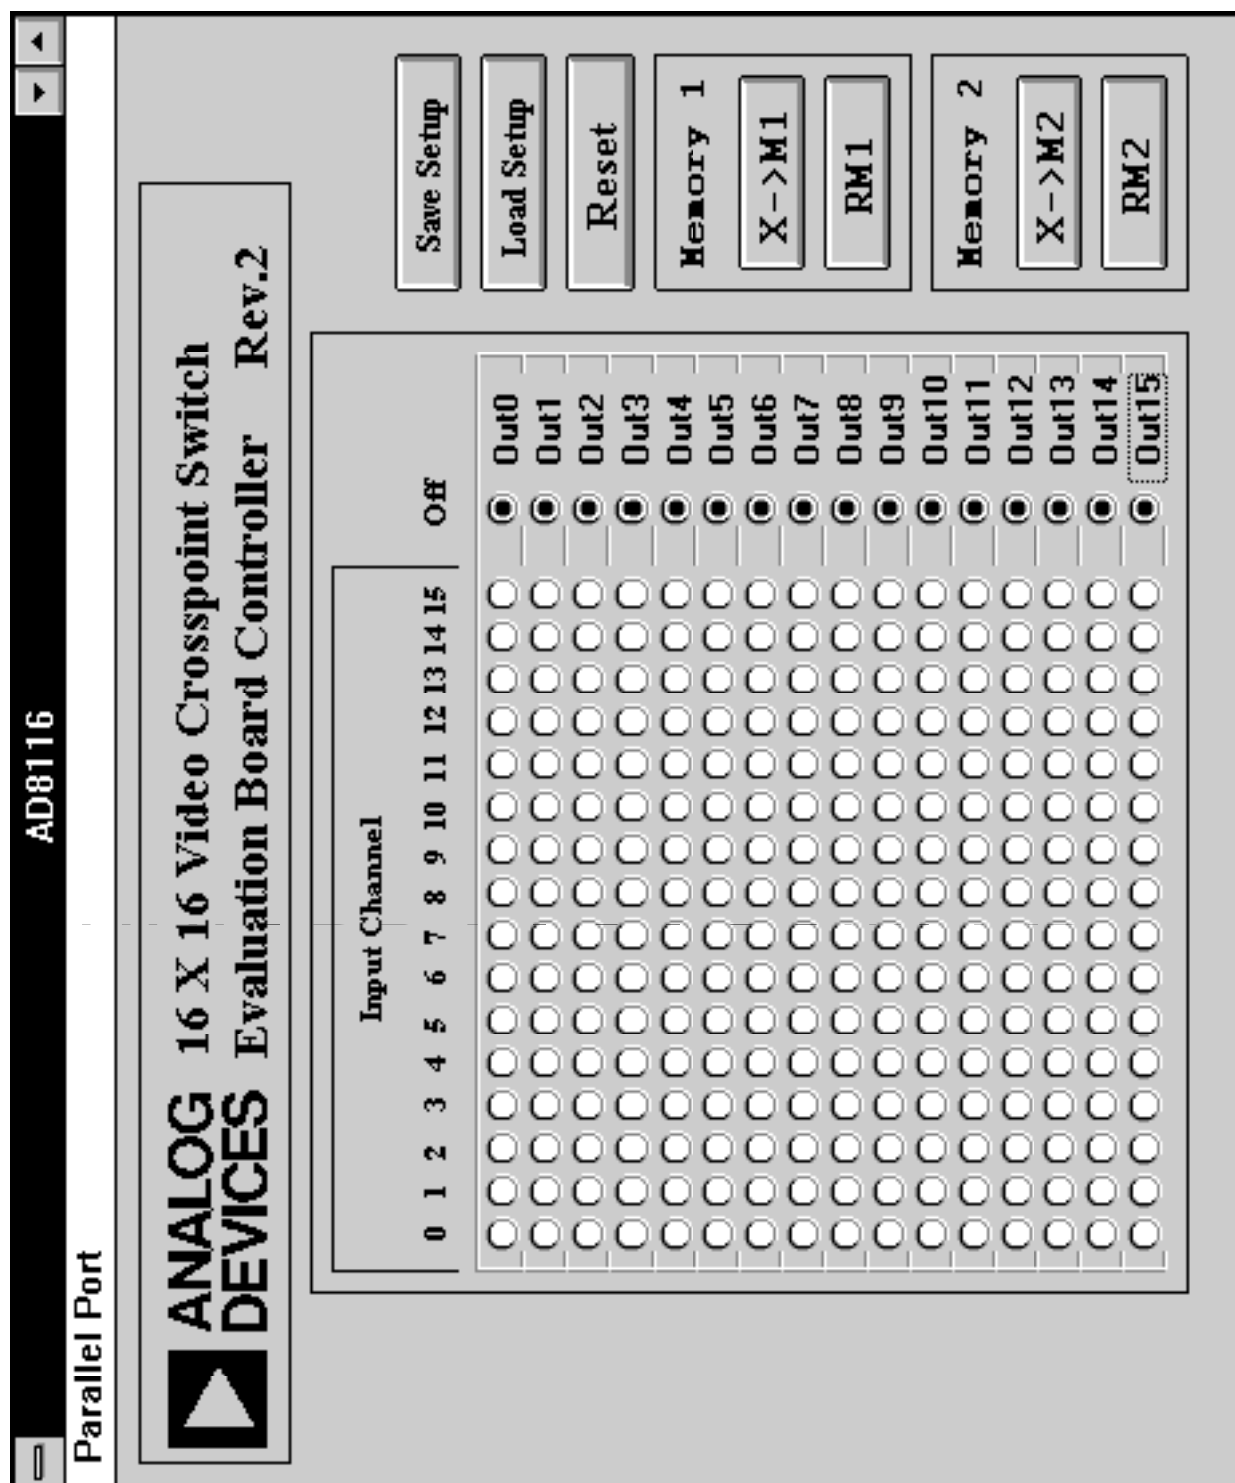 AD8116
Parallel Port
ANALOG
DEVICES
16 X 16 Video Crosspoint Switch
Evaluation Board Controller Rev.2
Input Channel
0 1 2 3 4 5 6 7 8 9 10 11 12 13 14 15 Off
Out0
Out1
Out2
Out3
Out4
Out5
Out6
Out7
Out8
Out9
Out10
Out11
Out12
Out13
Out14
Out15
Save Setup
Load Setup
Reset
Memory 1
X->M1
RM1
Memory 2
X->M2
RM2